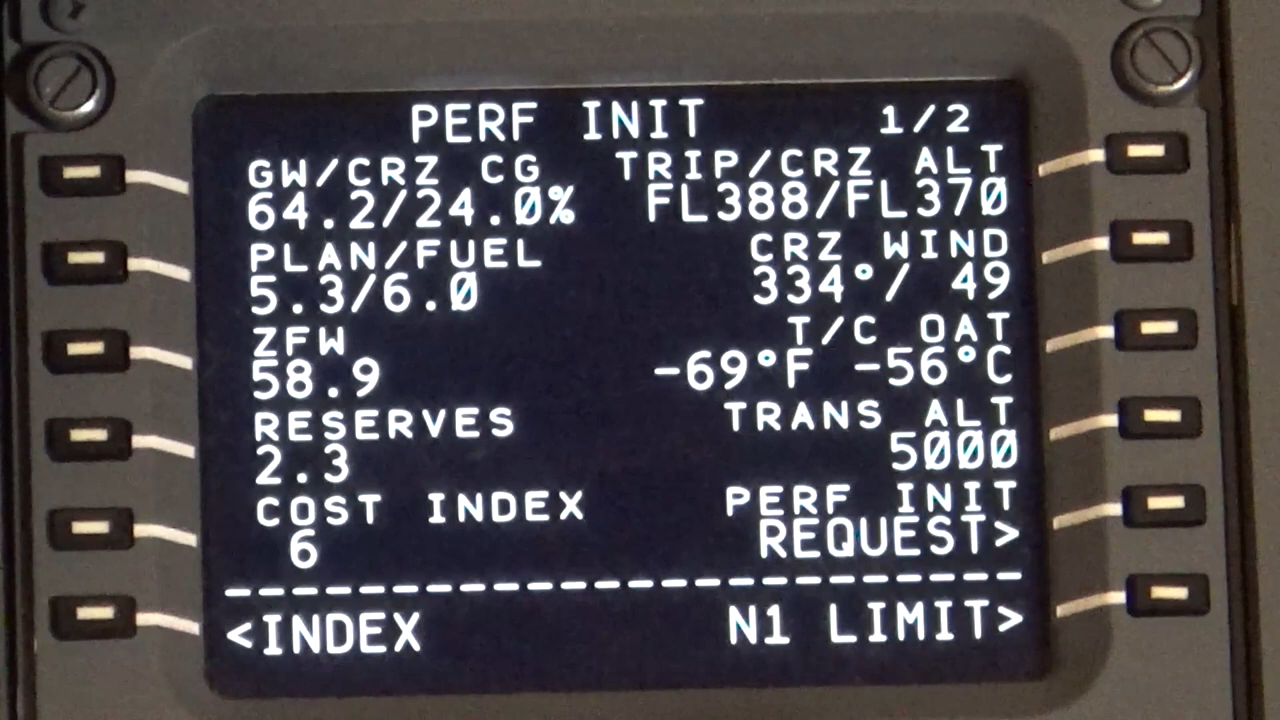 PERF INIT 1/2
GW/CRZ CG TRIP/CRZ ALT
64.2/24.0% FL388/FL370
PLAN/FUEL CRZ WIND
5.3/6.0 334°/ 49
ZFW T/C OAT
58.9 -69°F -56°C
RESERVES TRANS ALT
2.3 5000
COST INDEX PERF INIT
6 REQUEST>
------------------------
<INDEX N1 LIMIT>